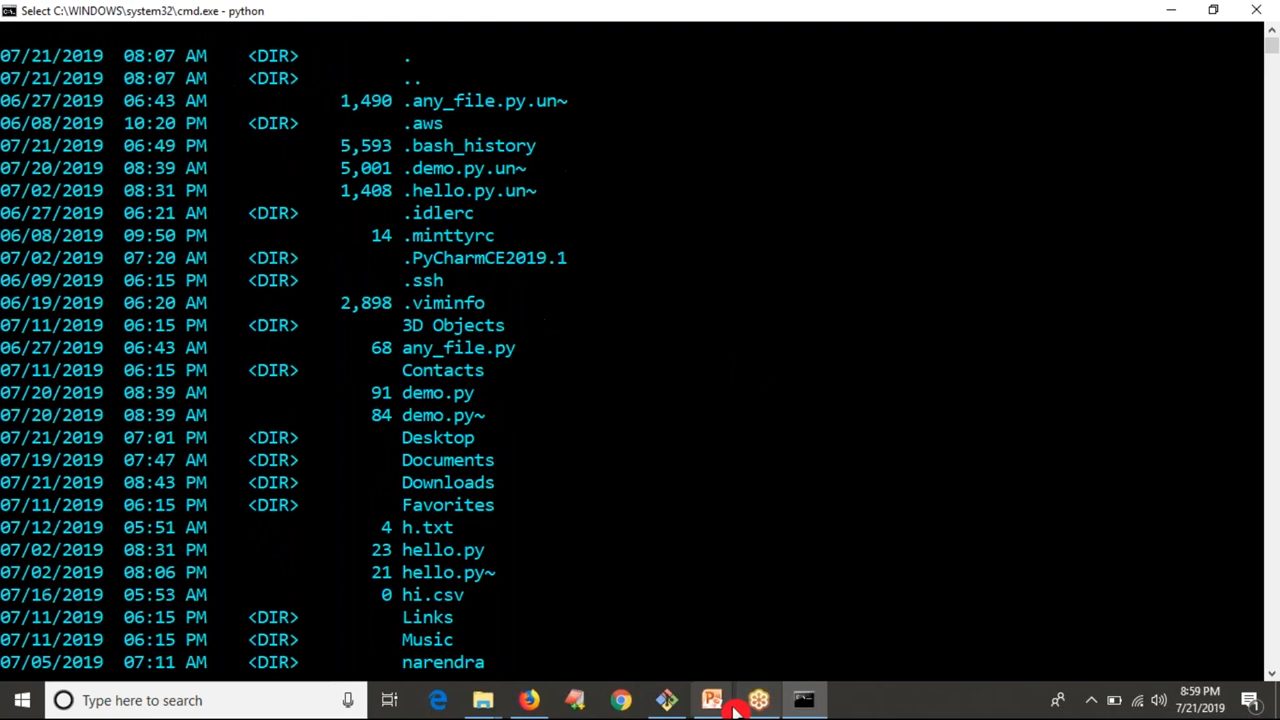 Select C:\WINDOWS\system32\cmd.exe - python
07/21/2019 08:07 AM <DIR> .
07/21/2019 08:07 AM <DIR> ..
06/27/2019 06:43 AM 1,490 .any_file.py.un~
06/08/2019 10:20 PM <DIR> .aws
07/21/2019 06:49 PM 5,593 .bash_history
07/20/2019 08:39 AM 5,001 .demo.py.un~
07/02/2019 08:31 PM 1,408 .hello.py.un~
06/27/2019 06:21 AM <DIR> .idlerc
06/08/2019 09:50 PM 14 .minttyrc
07/02/2019 07:20 AM <DIR> .PyCharmCE2019.1
06/09/2019 06:15 PM <DIR> .ssh
06/19/2019 06:20 AM 2,898 .viminfo
07/11/2019 06:15 PM <DIR> 3D Objects
06/27/2019 06:43 AM 68 any_file.py
07/11/2019 06:15 PM <DIR> Contacts
07/20/2019 08:39 AM 91 demo.py
07/20/2019 08:39 AM 84 demo.py~
07/21/2019 07:01 PM <DIR> Desktop
07/19/2019 07:47 AM <DIR> Documents
07/21/2019 08:43 PM <DIR> Downloads
07/11/2019 06:15 PM <DIR> Favorites
07/12/2019 05:51 AM 4 h.txt
07/02/2019 08:31 PM 23 hello.py
07/02/2019 08:06 PM 21 hello.py~
07/16/2019 05:53 AM 0 hi.csv
07/11/2019 06:15 PM <DIR> Links
07/11/2019 06:15 PM <DIR> Music
07/05/2019 07:11 AM <DIR> narendra
Type here to search
8:59 PM
7/21/2019